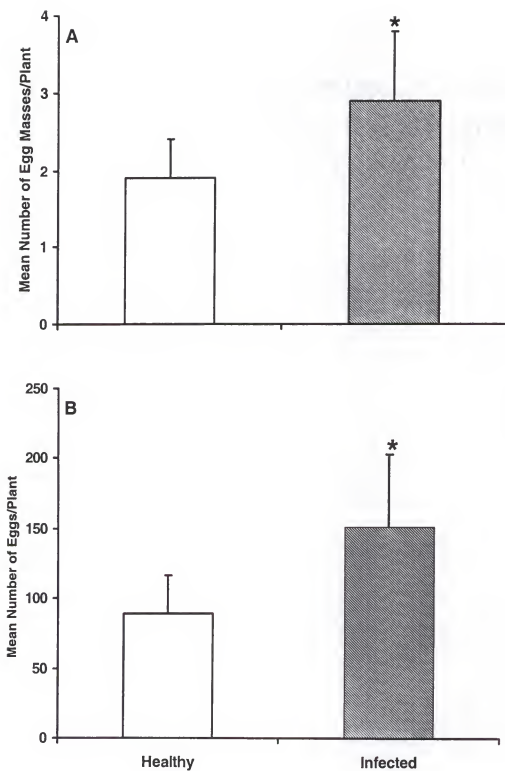 A
Mean Number of Egg Masses/Plant
4
3
2
1
0
*
B
Mean Number of Eggs/Plant
250
200
150
100
50
0
*
Healthy
Infected